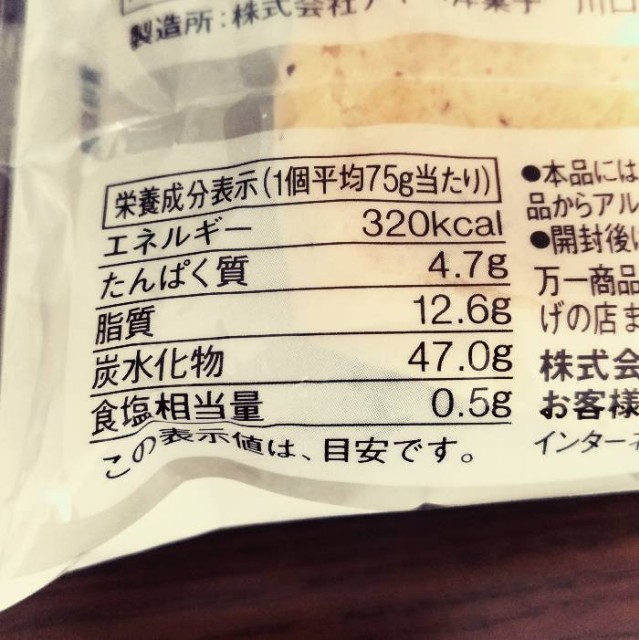 製造所:株式会社
栄養成分表示(1個平均75g当たり)
エネルギー 320kcal
たんぱく質 4.7g
脂質 12.6g
炭水化物 47.0g
食塩相当量 0.5g
この表示値は、目安です。
●本品には
品からアル
●開封後は
万一商品
げの店ま
株式会
お客様
インターネ